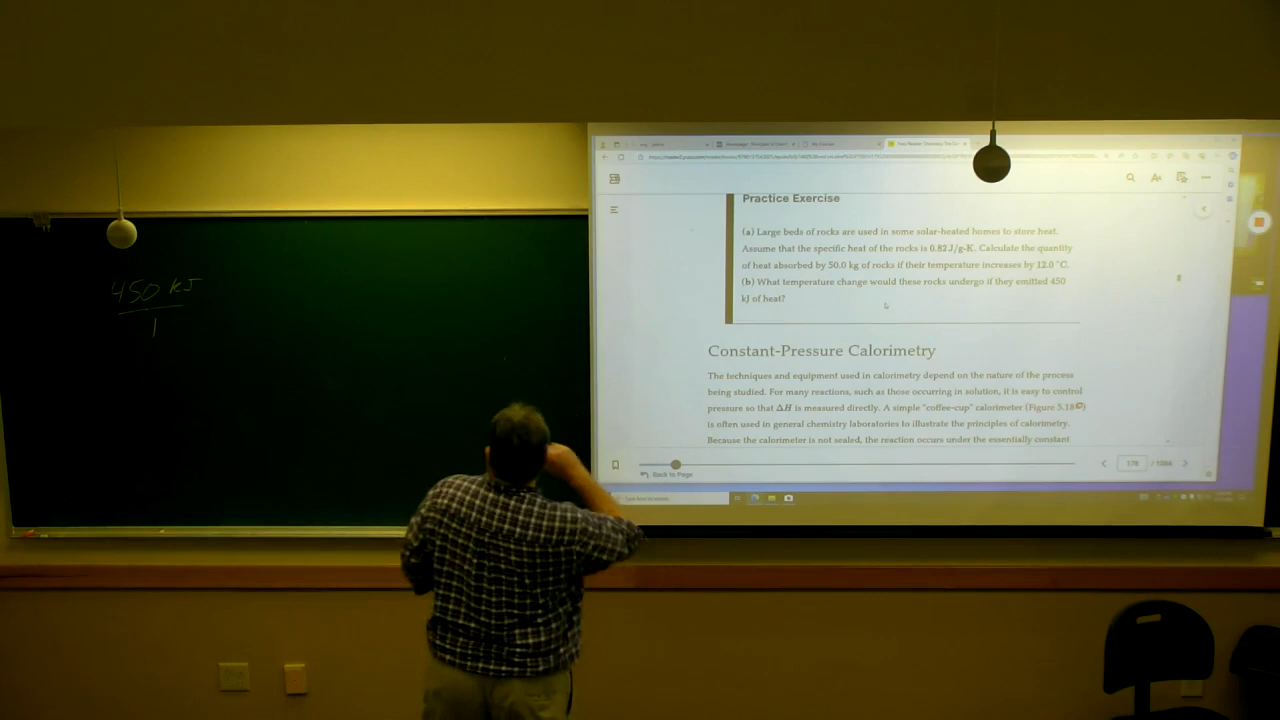 450 kJ
1
Practice Exercise
(a) Large beds of rocks are used in some solar-heated homes to store heat.
Assume that the specific heat of the rocks is 0.82 J/g-K. Calculate the quantity
of heat absorbed by 50.0 kg of rocks if their temperature increases by 12.0 °C.
(b) What temperature change would these rocks undergo if they emitted 450
kJ of heat?
Constant-Pressure Calorimetry
The techniques and equipment used in calorimetry depend on the nature of the process
being studied. For many reactions, such as those occurring in solution, it is easy to control
pressure so that ΔH is measured directly. A simple "coffee-cup" calorimeter (Figure 5.18)
is often used in general chemistry laboratories to illustrate the principles of calorimetry.
Because the calorimeter is not sealed, the reaction occurs under the essentially constant
178 / 1084
Back to Page